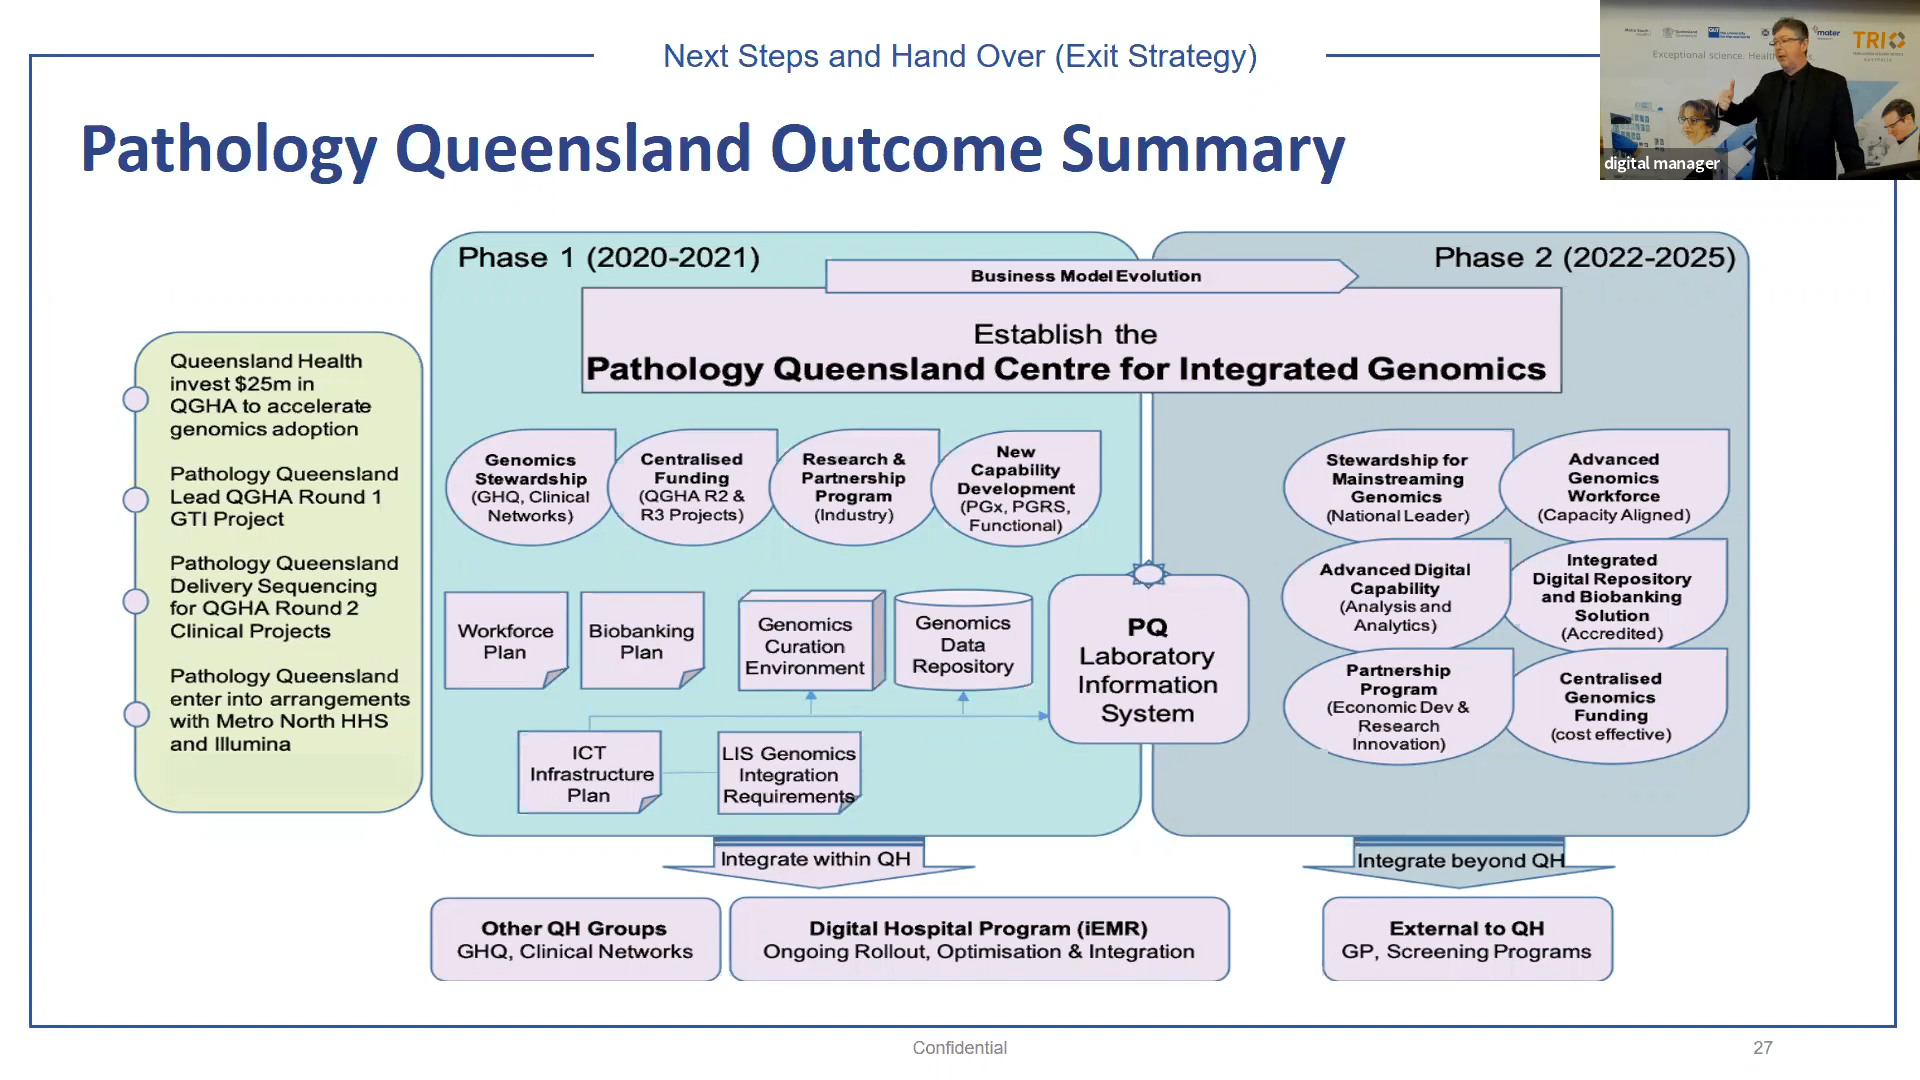 Next Steps and Hand Over (Exit Strategy)
Pathology Queensland Outcome Summary
Exceptional science.
mater
TRI
digital manager
Queensland Health
invest $25m in
QGHA to accelerate
genomics adoption
Pathology Queensland
Lead QGHA Round 1
GTI Project
Pathology Queensland
Delivery Sequencing
for QGHA Round 2
Clinical Projects
Pathology Queensland
enter into arrangements
with Metro North HHS
and Illumina
Phase 1 (2020-2021)
Phase 2 (2022-2025)
Business Model Evolution
Establish the
Pathology Queensland Centre for Integrated Genomics
Genomics
Stewardship
(GHQ, Clinical
Networks)
Centralised
Funding
(QGHA R2 &
R3 Projects)
Research &
Partnership
Program
(Industry)
New
Capability
Development
(PGx, PGRS,
Functional)
Workforce
Plan
Biobanking
Plan
Genomics
Curation
Environment
Genomics
Data
Repository
ICT
Infrastructure
Plan
LIS Genomics
Integration
Requirements
PQ
Laboratory
Information
System
Stewardship for
Mainstreaming
Genomics
(National Leader)
Advanced
Genomics
Workforce
(Capacity Aligned)
Advanced Digital
Capability
(Analysis and
Analytics)
Integrated
Digital Repository
and Biobanking
Solution
(Accredited)
Partnership
Program
(Economic Dev &
Research
Innovation)
Centralised
Genomics
Funding
(cost effective)
Integrate within QH
Integrate beyond QH
Other QH Groups
GHQ, Clinical Networks
Digital Hospital Program (iEMR)
Ongoing Rollout, Optimisation & Integration
External to QH
GP, Screening Programs
Confidential
27